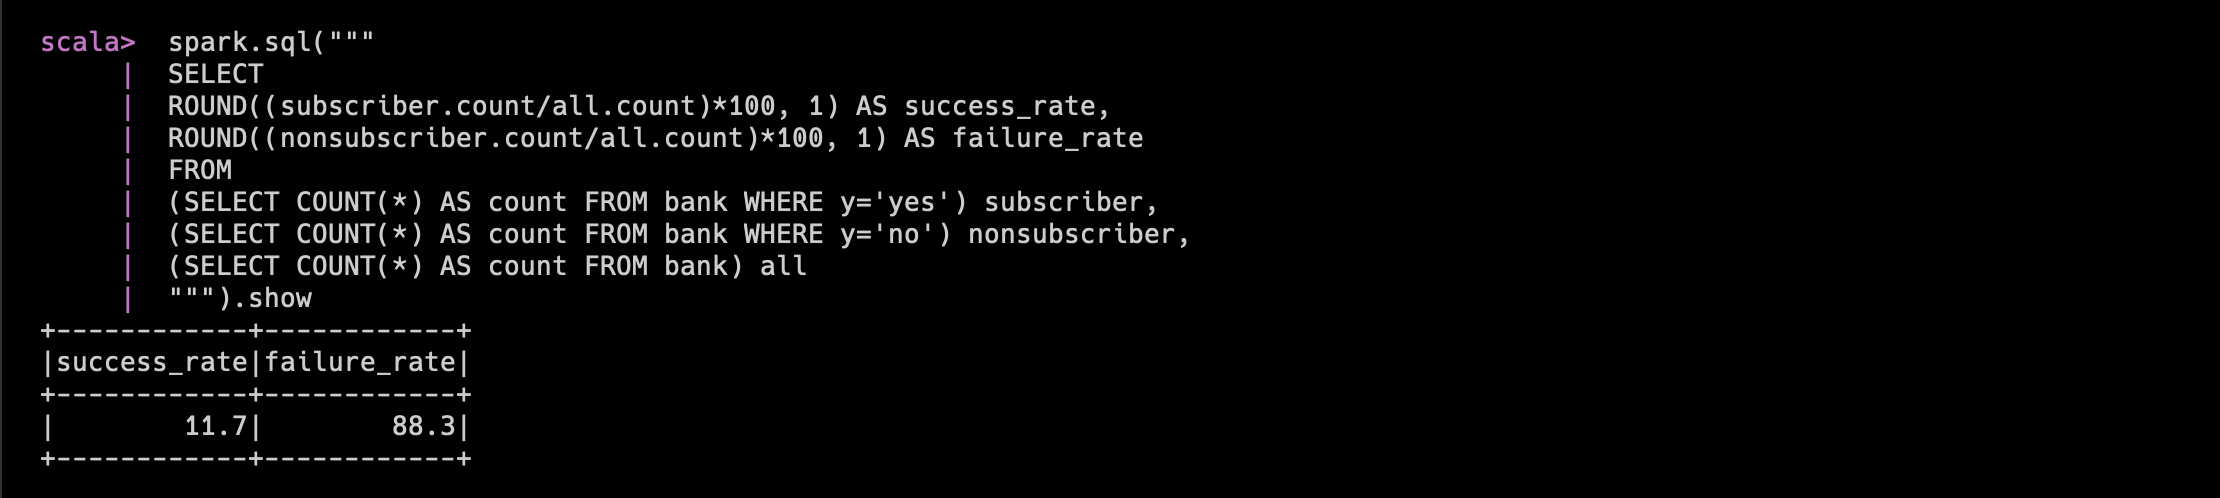 scala>  spark.sql("""
     |  SELECT
     |  ROUND((subscriber.count/all.count)*100, 1) AS success_rate,
     |  ROUND((nonsubscriber.count/all.count)*100, 1) AS failure_rate
     |  FROM
     |  (SELECT COUNT(*) AS count FROM bank WHERE y='yes') subscriber,
     |  (SELECT COUNT(*) AS count FROM bank WHERE y='no') nonsubscriber,
     |  (SELECT COUNT(*) AS count FROM bank) all
     |  """).show
+------------+------------+
|success_rate|failure_rate|
+------------+------------+
|        11.7|        88.3|
+------------+------------+